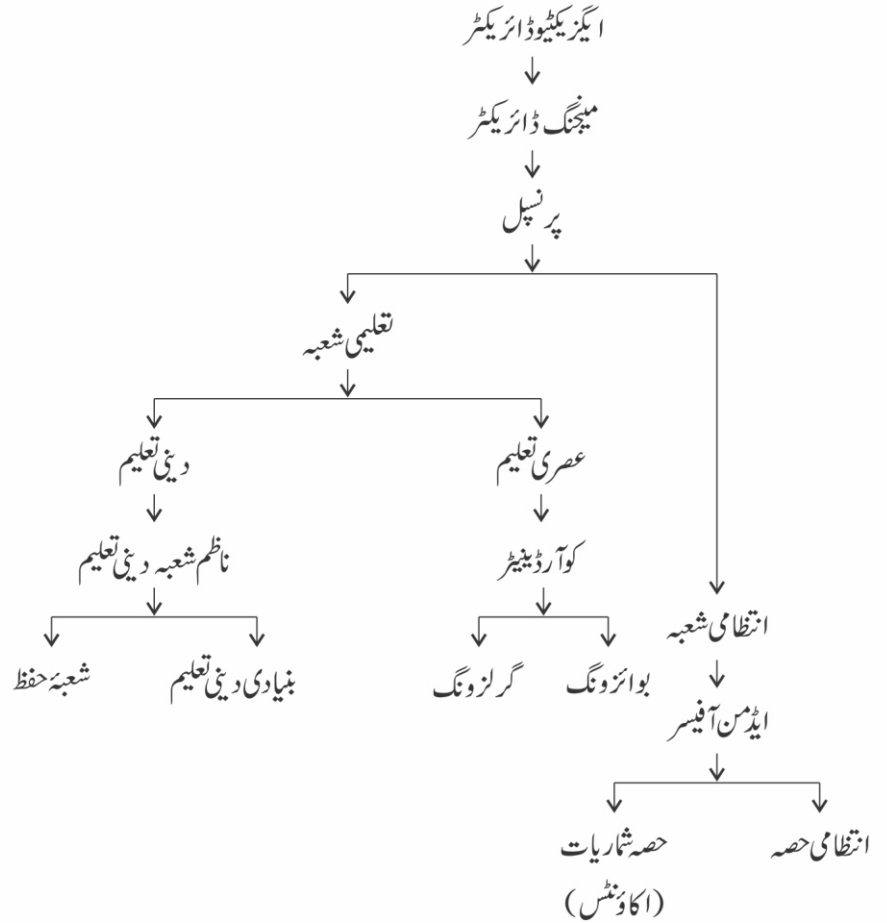 ایگزیکٹیو ڈائریکٹر
مینجنگ ڈائریکٹر
پرنسپل
تعلیمی شعبہ
عصری تعلیم
دینی تعلیم
کوآرڈینیٹر
ناظم شعبہ دینی تعلیم
انتظامی شعبہ
بوائز ونگ
گرلز ونگ
بنیادی دینی تعلیم
شعبۂ حفظ
ایڈمن آفیسر
انتظامی حصہ
حصہ شماریات
(اکاؤنٹس)